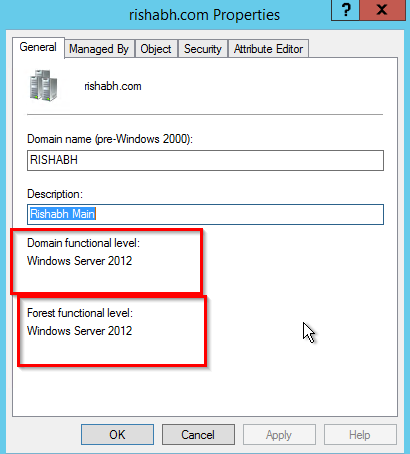 rishabh.com Properties
?
x
General
Managed By
Object
Security
Attribute Editor
rishabh.com
Domain name (pre-Windows 2000):
RISHABH
Description:
Rishabh Main
Domain functional level:
Windows Server 2012
Forest functional level:
Windows Server 2012
OK
Cancel
Apply
Help